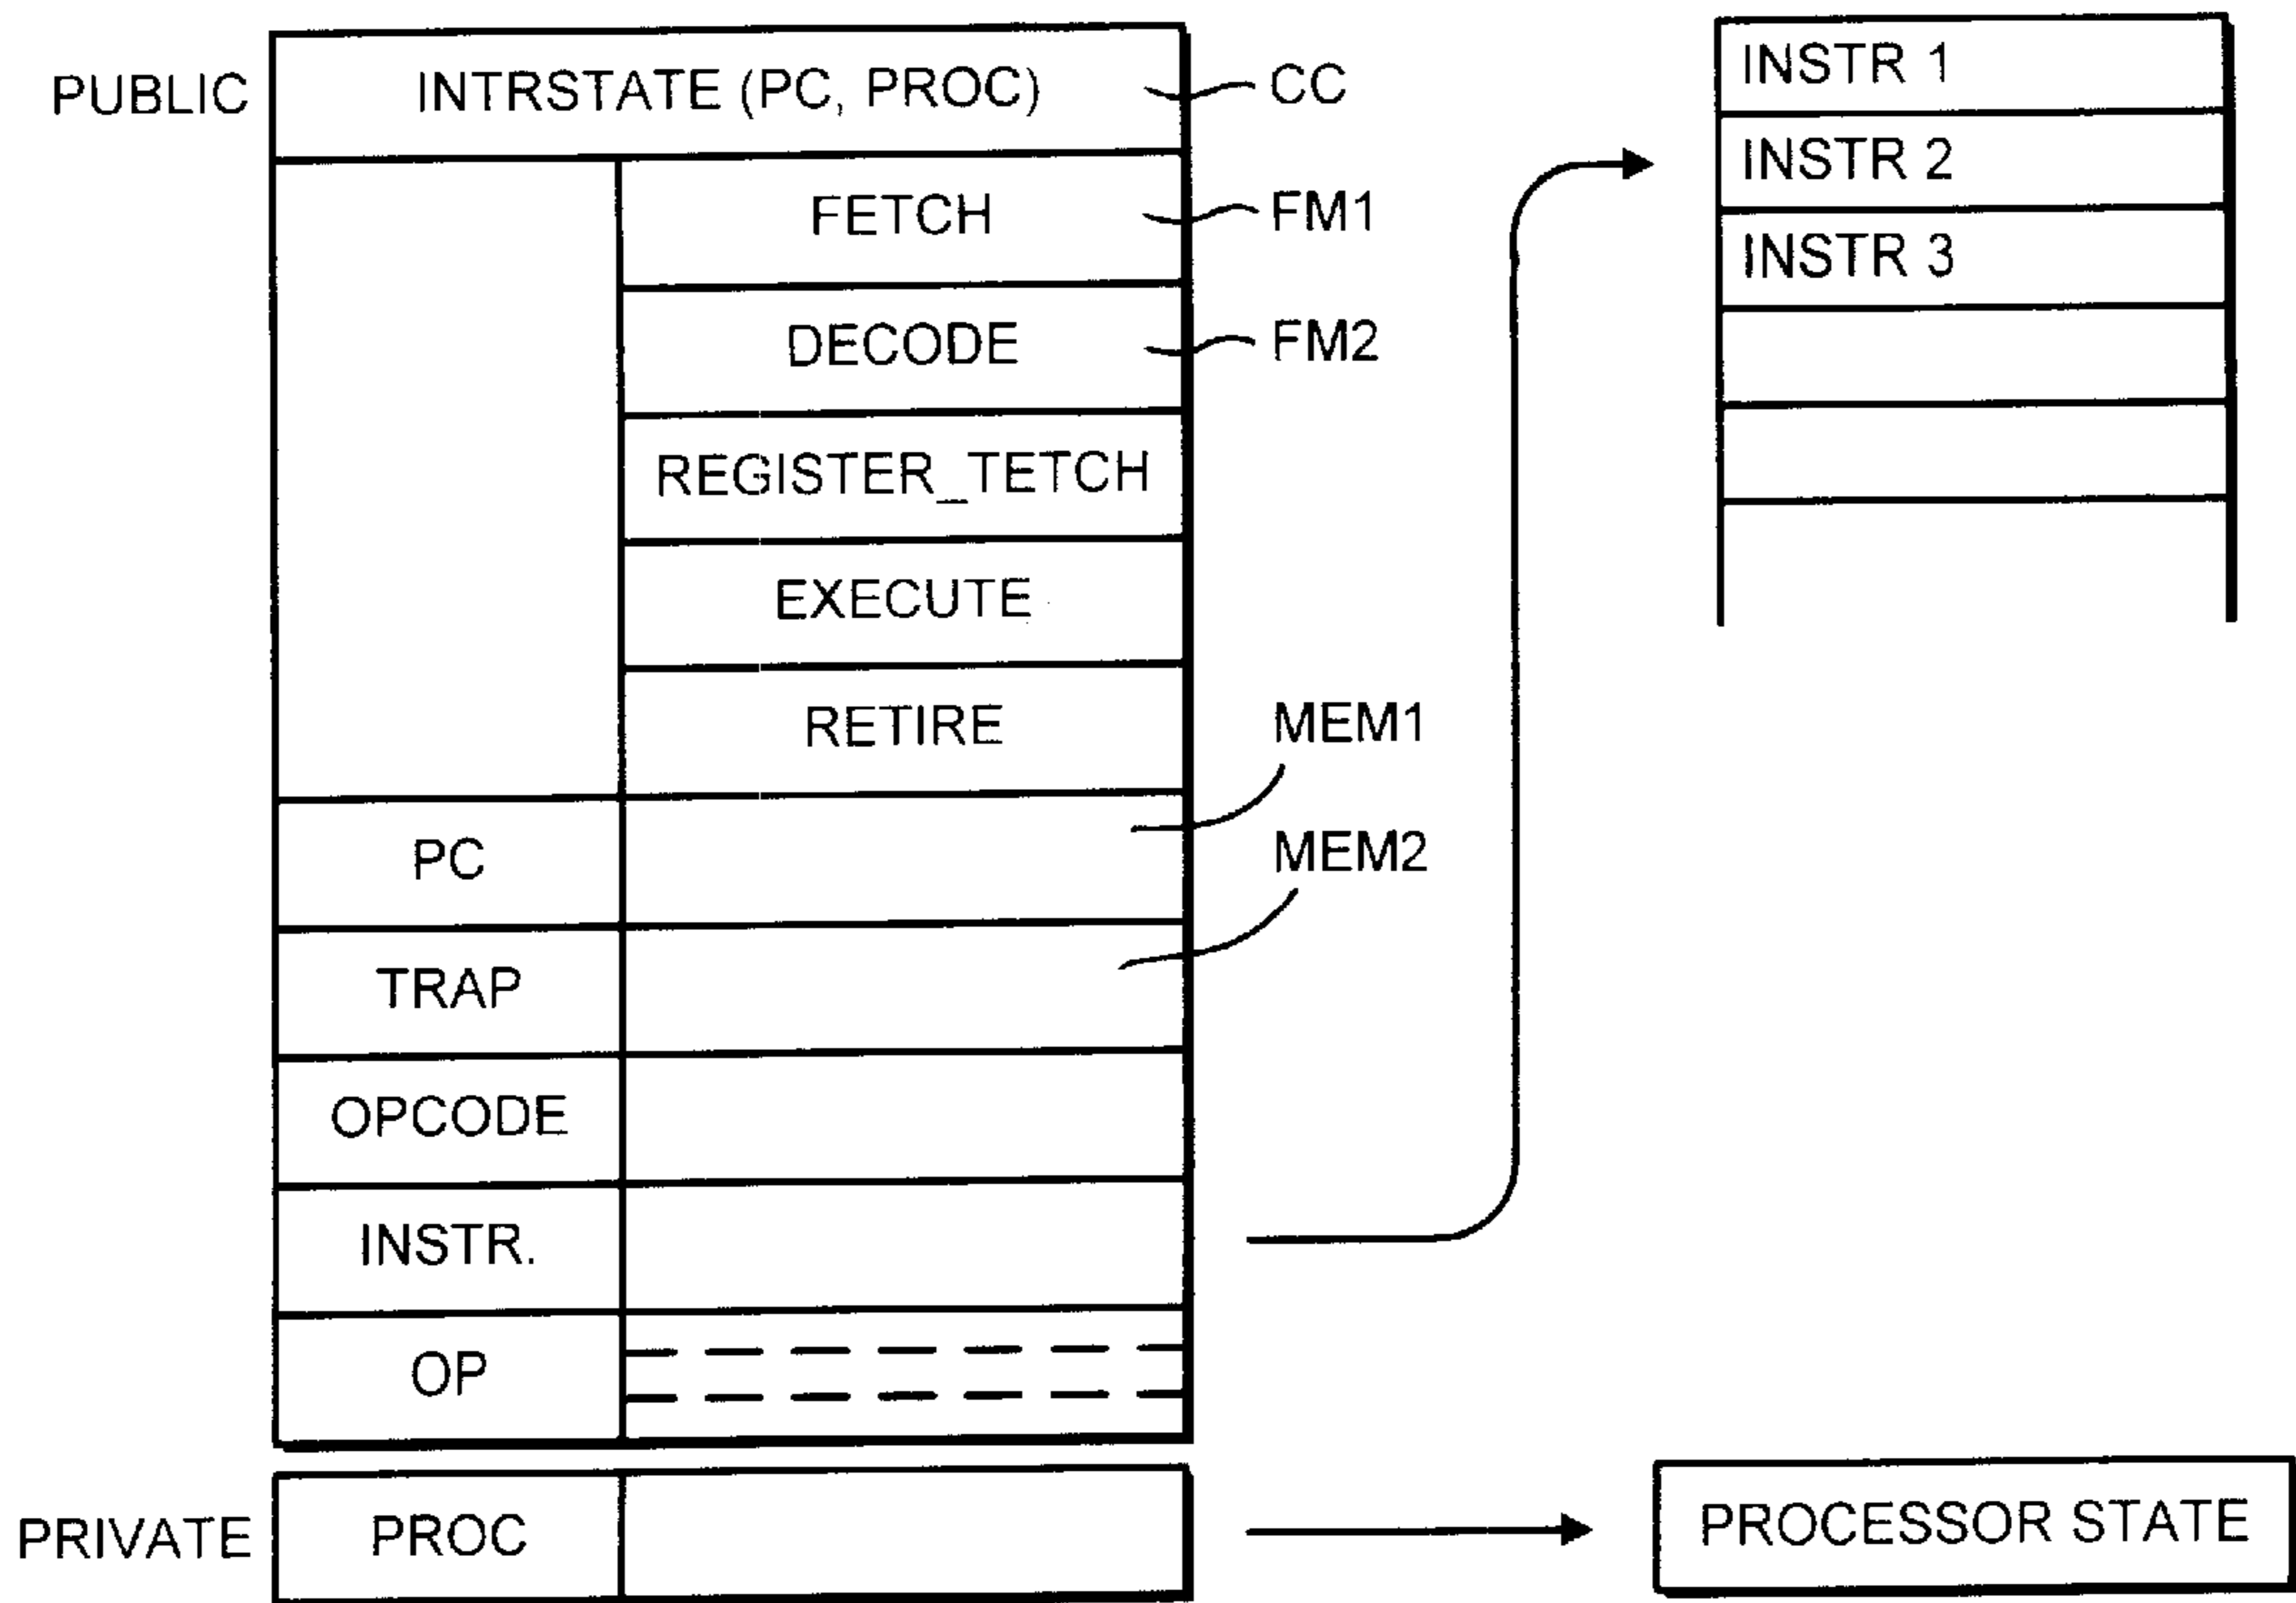 PUBLIC
INTRSTATE (PC, PROC)
CC
FETCH
FM1
DECODE
FM2
REGISTER_TETCH
EXECUTE
RETIRE
MEM1
PC
MEM2
TRAP
OPCODE
INSTR.
OP
INSTR 1
INSTR 2
INSTR 3
PRIVATE
PROC
PROCESSOR STATE